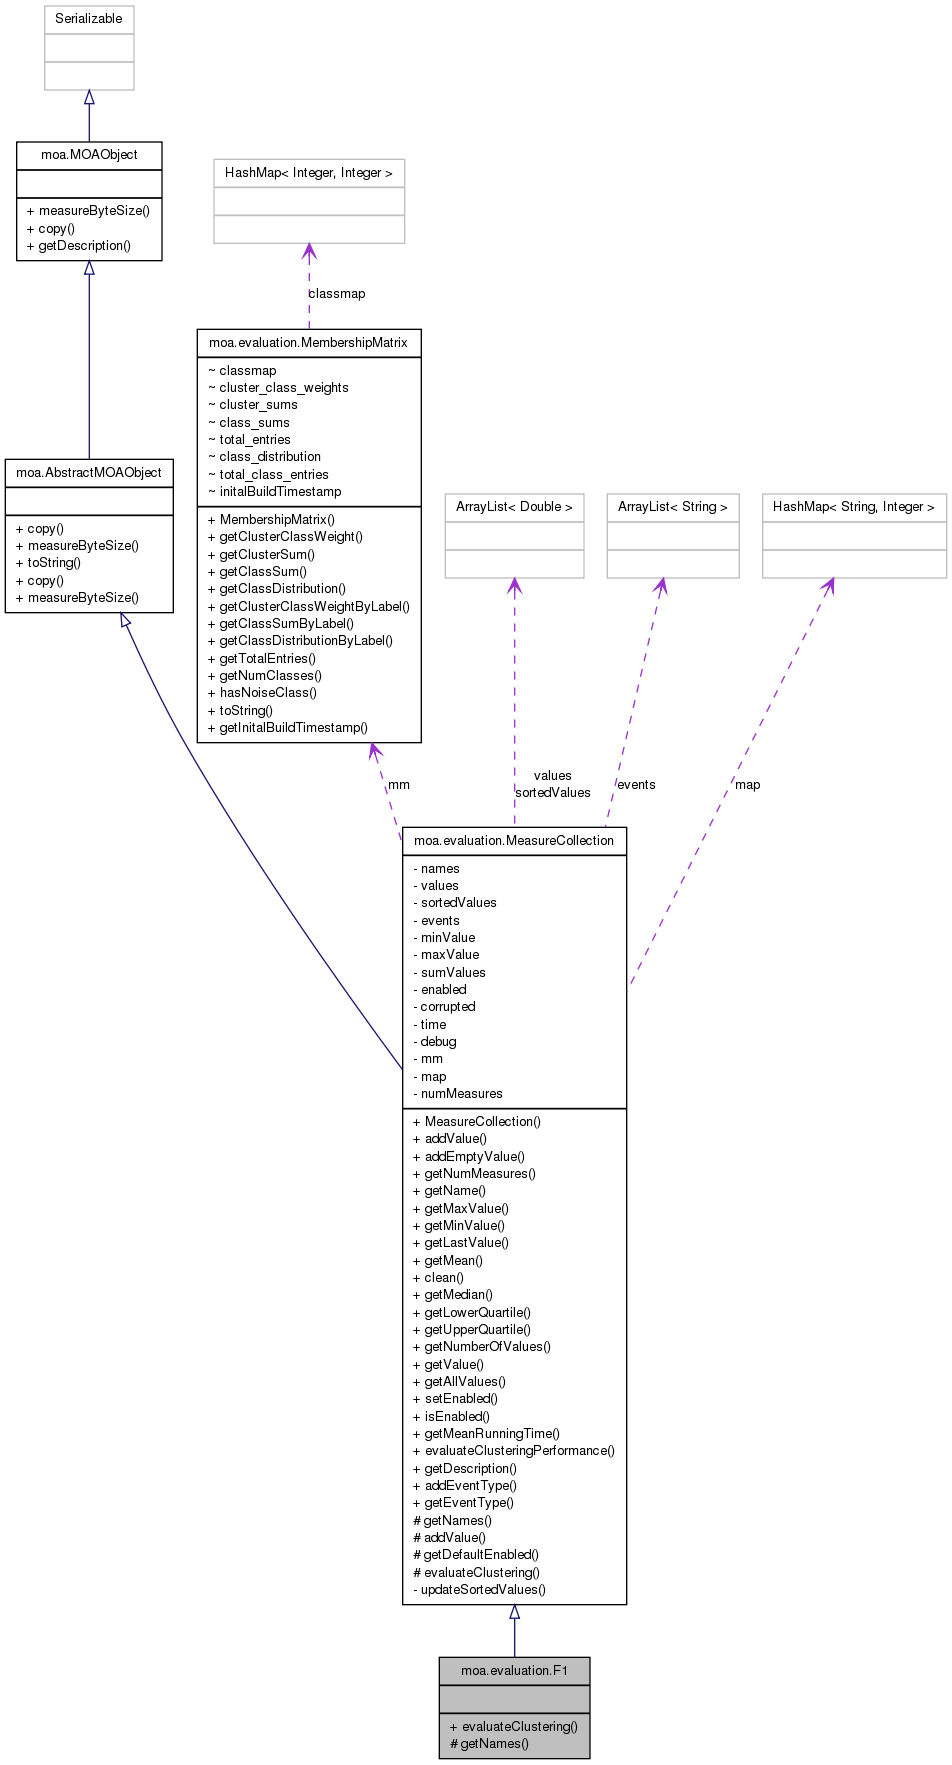 Serializable
moa.MOAObject
+ measureByteSize()
+ copy()
+ getDescription()
HashMap< Integer, Integer >
classmap
moa.evaluation.MembershipMatrix
~ classmap
~ cluster_class_weights
~ cluster_sums
~ class_sums
~ total_entries
~ class_distribution
~ total_class_entries
~ initalBuildTimestamp
+ MembershipMatrix()
+ getClusterClassWeight()
+ getClusterSum()
+ getClassSum()
+ getClassDistribution()
+ getClusterClassWeightByLabel()
+ getClassSumByLabel()
+ getClassDistributionByLabel()
+ getTotalEntries()
+ getNumClasses()
+ hasNoiseClass()
+ toString()
+ getInitalBuildTimestamp()
moa.AbstractMOAObject
+ copy()
+ measureByteSize()
+ toString()
+ copy()
+ measureByteSize()
ArrayList< Double >
ArrayList< String >
HashMap< String, Integer >
mm
values
sortedValues
events
map
moa.evaluation.MeasureCollection
- names
- values
- sortedValues
- events
- minValue
- maxValue
- sumValues
- enabled
- corrupted
- time
- debug
- mm
- map
- numMeasures
+ MeasureCollection()
+ addValue()
+ addEmptyValue()
+ getNumMeasures()
+ getName()
+ getMaxValue()
+ getMinValue()
+ getLastValue()
+ getMean()
+ clean()
+ getMedian()
+ getLowerQuartile()
+ getUpperQuartile()
+ getNumberOfValues()
+ getValue()
+ getAllValues()
+ setEnabled()
+ isEnabled()
+ getMeanRunningTime()
+ evaluateClusteringPerformance()
+ getDescription()
+ addEventType()
+ getEventType()
# getNames()
# addValue()
# getDefaultEnabled()
# evaluateClustering()
- updateSortedValues()
moa.evaluation.F1
+ evaluateClustering()
# getNames()